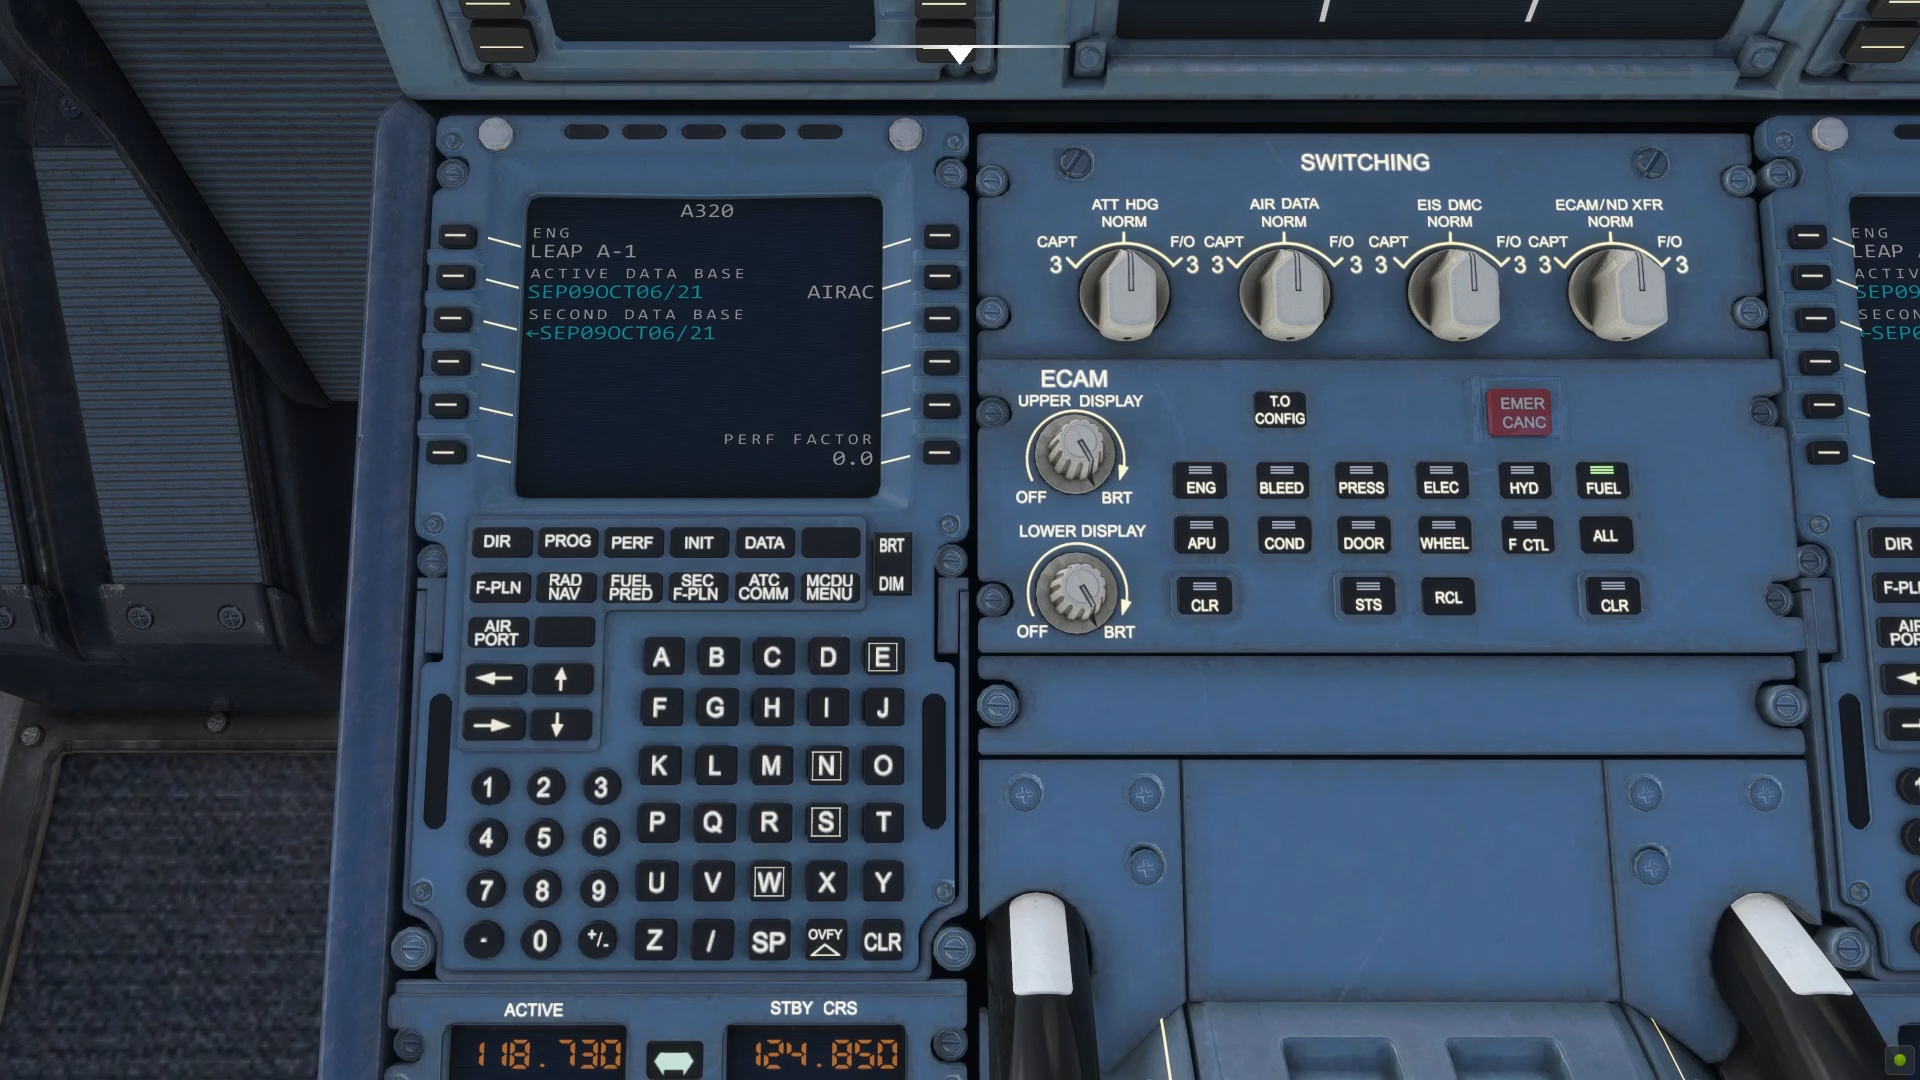 A320
ENG
LEAP A-1
ACTIVE DATA BASE
SEP09OCT06/21 AIRAC
SECOND DATA BASE
←SEP09OCT06/21
PERF FACTOR
0.0
DIR PROG PERF INIT DATA
BRT
DIM
F-PLN RAD NAV FUEL PRED SEC F-PLN ATC COMM MCDU MENU
AIR PORT
← ↑
→ ↓
A B C D E
F G H I J
K L M N O
P Q R S T
U V W X Y
Z / SP OVFY CLR
1 2 3
4 5 6
7 8 9
. 0 +/-
ACTIVE STBY CRS
118.730 124.850
SWITCHING
ATT HDG AIR DATA EIS DMC ECAM/ND XFR
NORM NORM NORM NORM
CAPT F/O CAPT F/O CAPT F/O CAPT F/O
3 3 3 3 3 3 3 3
ECAM
UPPER DISPLAY
OFF BRT
LOWER DISPLAY
OFF BRT
T.O
CONFIG
EMER
CANC
ENG BLEED PRESS ELEC HYD FUEL
APU COND DOOR WHEEL F CTL ALL
CLR STS RCL CLR
ENG
LEAP
SEP09
DIR